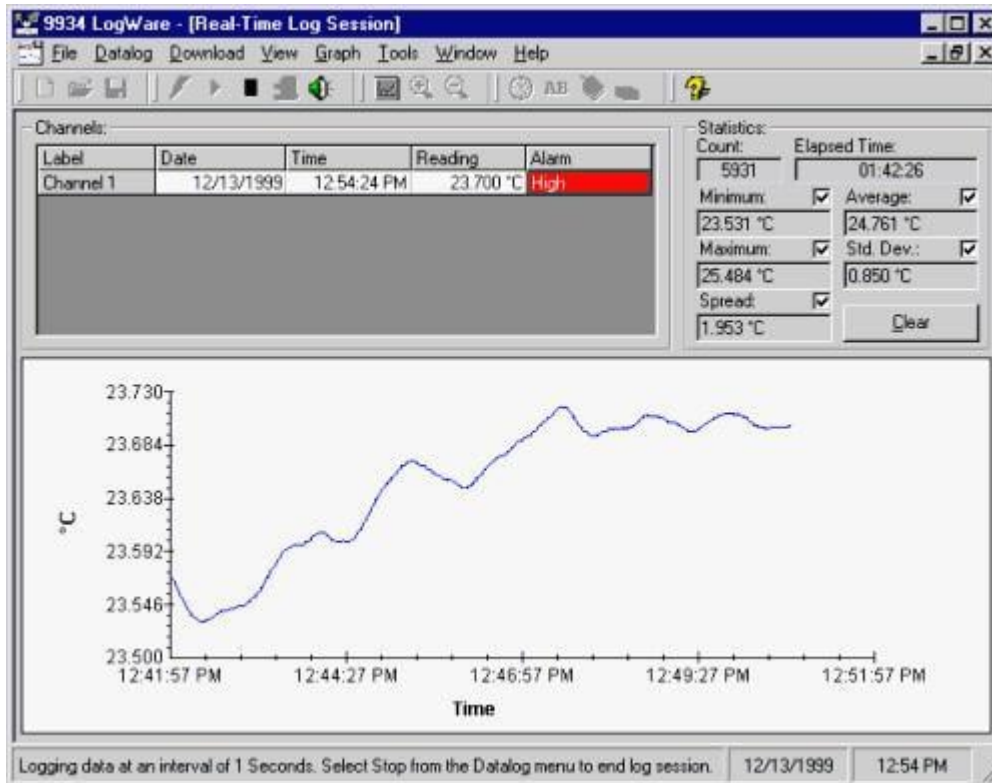 9934 LogWare - [Real-Time Log Session]
File Datalog Download View Graph Tools Window Help
AB
Channels:
Label Date Time Reading Alarm
Channel 1 12/13/1999 12:54:24 PM 23.700 °C High
Statistics:
Count: Elapsed Time:
5931 01:42:26
Minimum: Average:
23.531 °C 24.761 °C
Maximum: Std. Dev.:
25.484 °C 0.850 °C
Spread:
1.953 °C Clear
23.730
23.684
23.638
°C
23.592
23.546
23.500
12:41:57 PM 12:44:27 PM 12:46:57 PM 12:49:27 PM 12:51:57 PM
Time
Logging data at an interval of 1 Seconds. Select Stop from the Datalog menu to end log session. 12/13/1999 12:54 PM